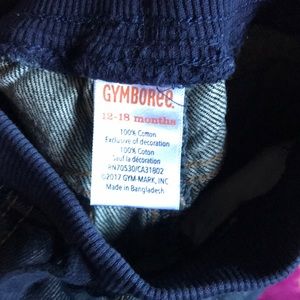 GYMBOREE
12-18 months
100% Cotton
Exclusive of decoration
100% Coton
Sauf la décoration
RN70530/CA31802
©2017 GYM-MARK, INC
Made in Bangladesh